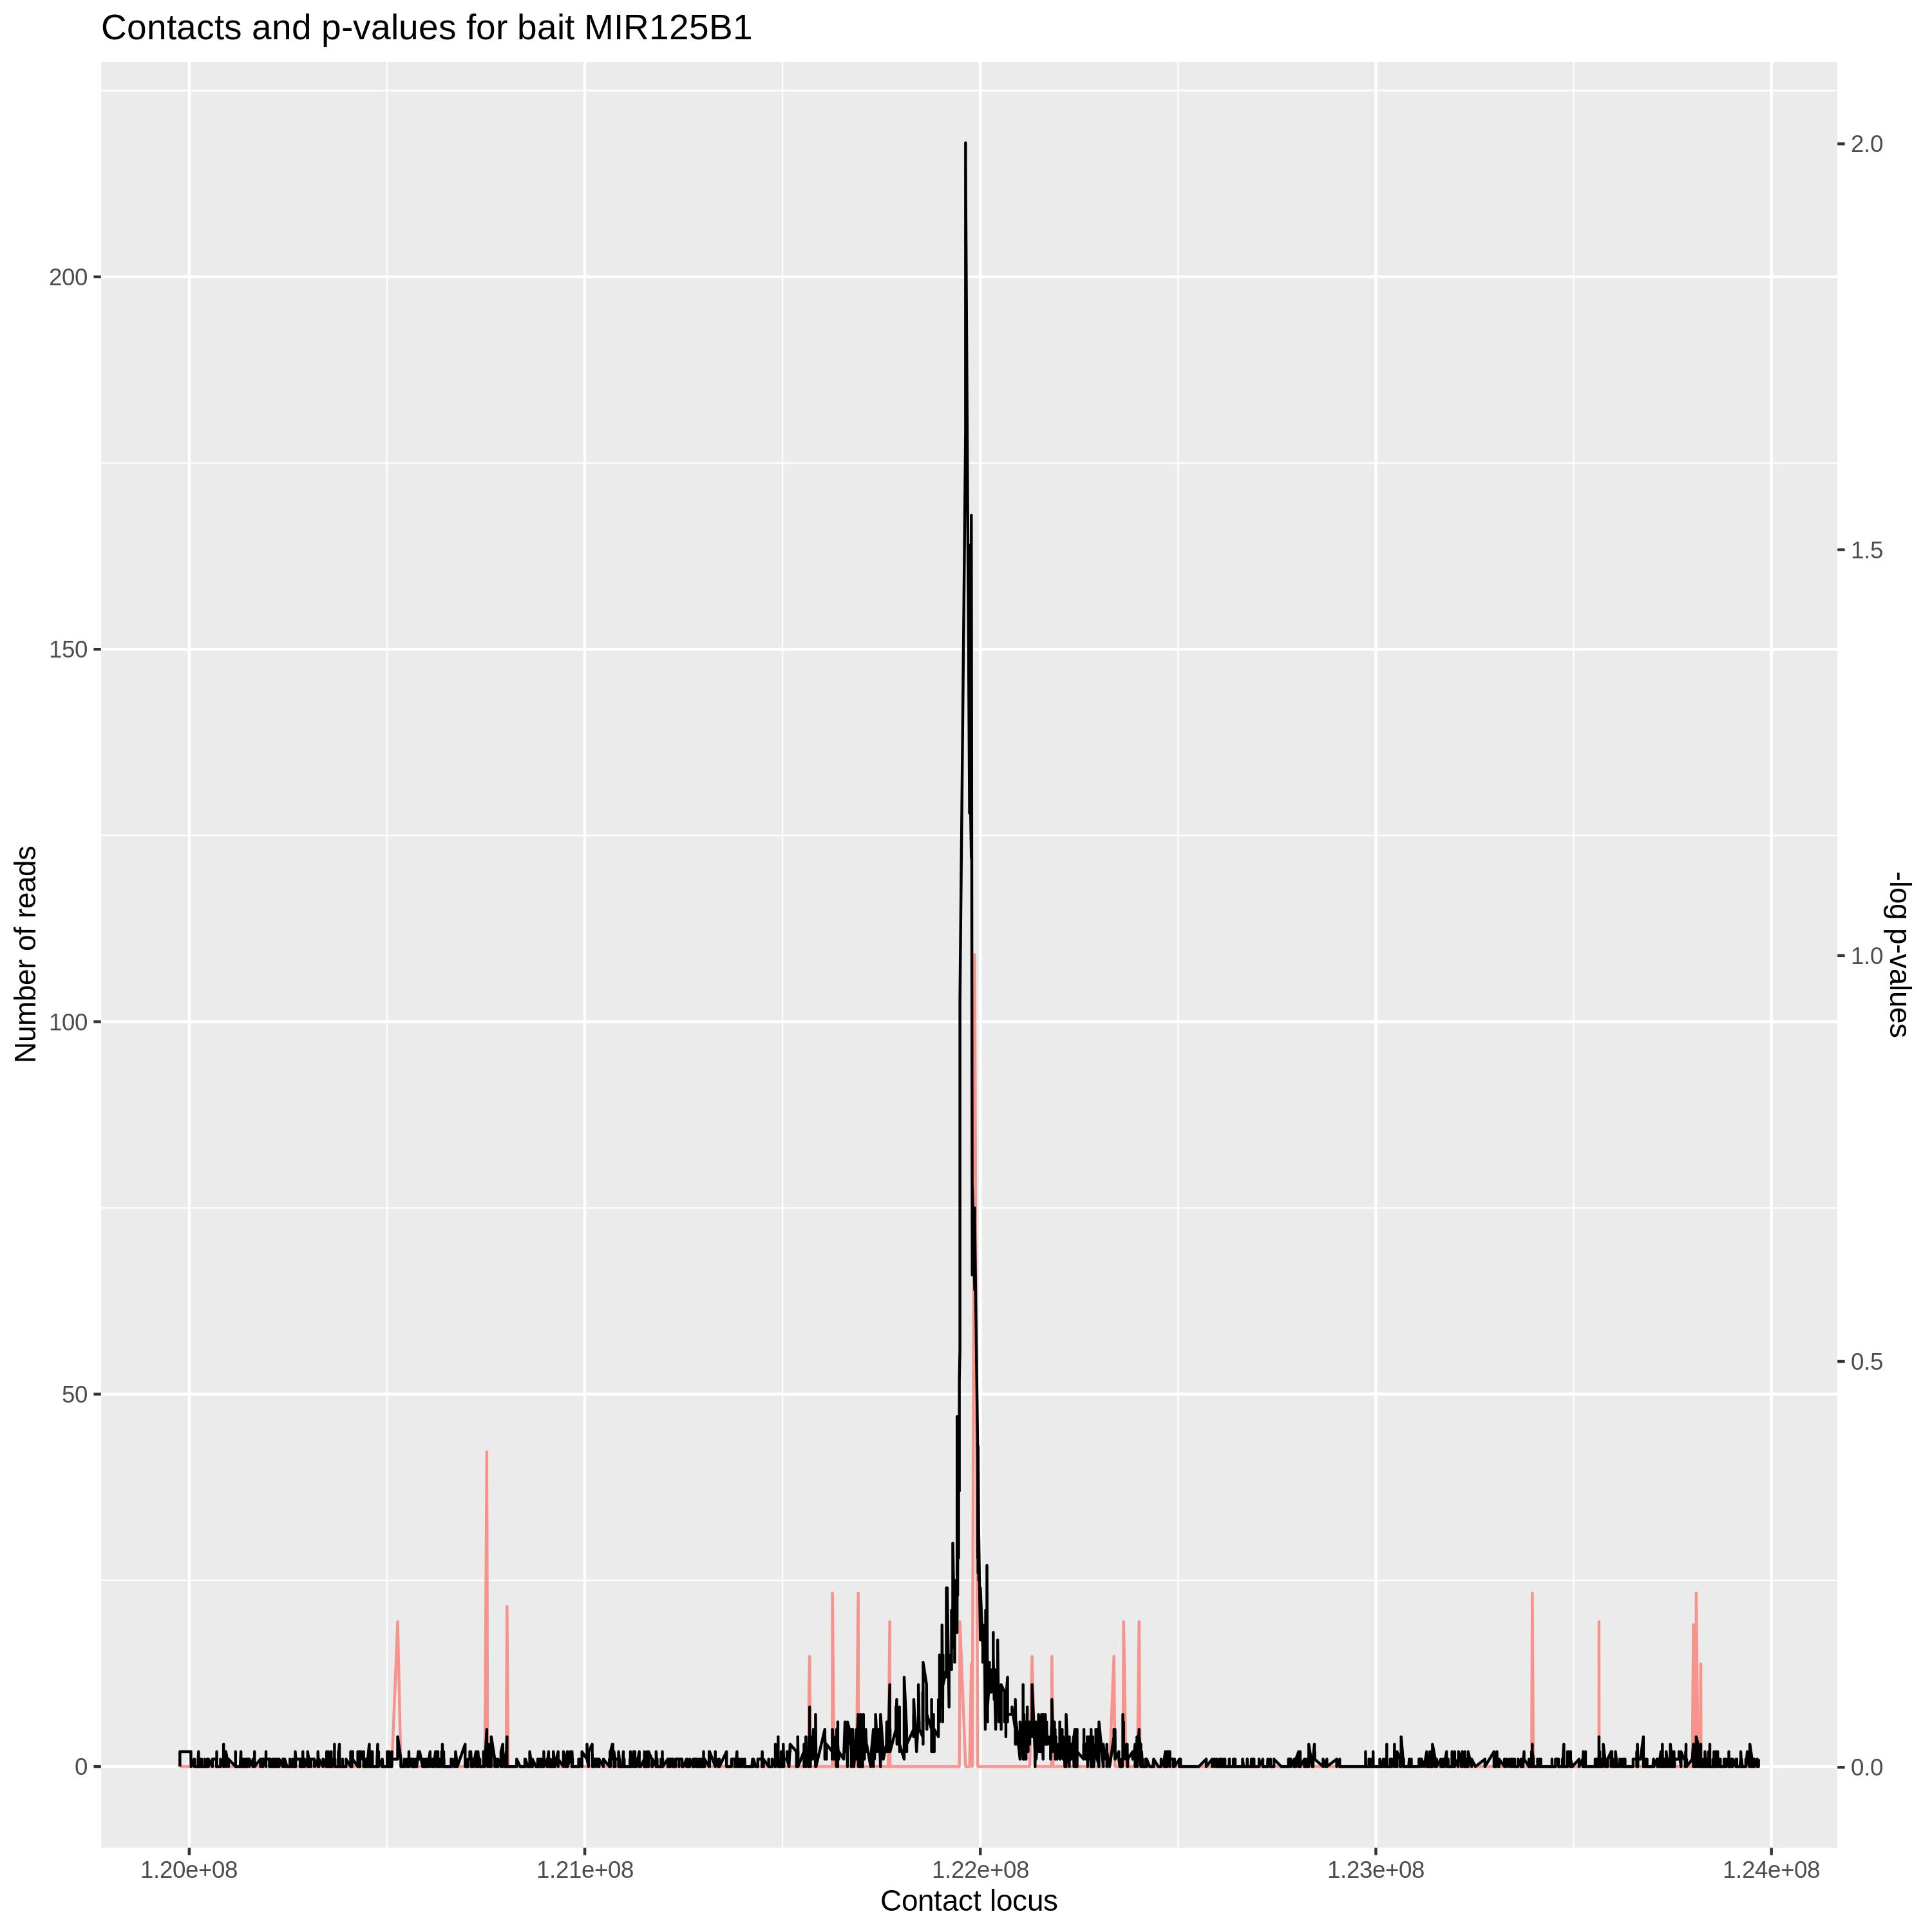 Contacts and p-values for bait MIR125B1
Number of reads
200
150
100
50
0
2.0
1.5
1.0
0.5
0.0
-log p-values
1.20e+08 1.21e+08 1.22e+08 1.23e+08 1.24e+08
Contact locus